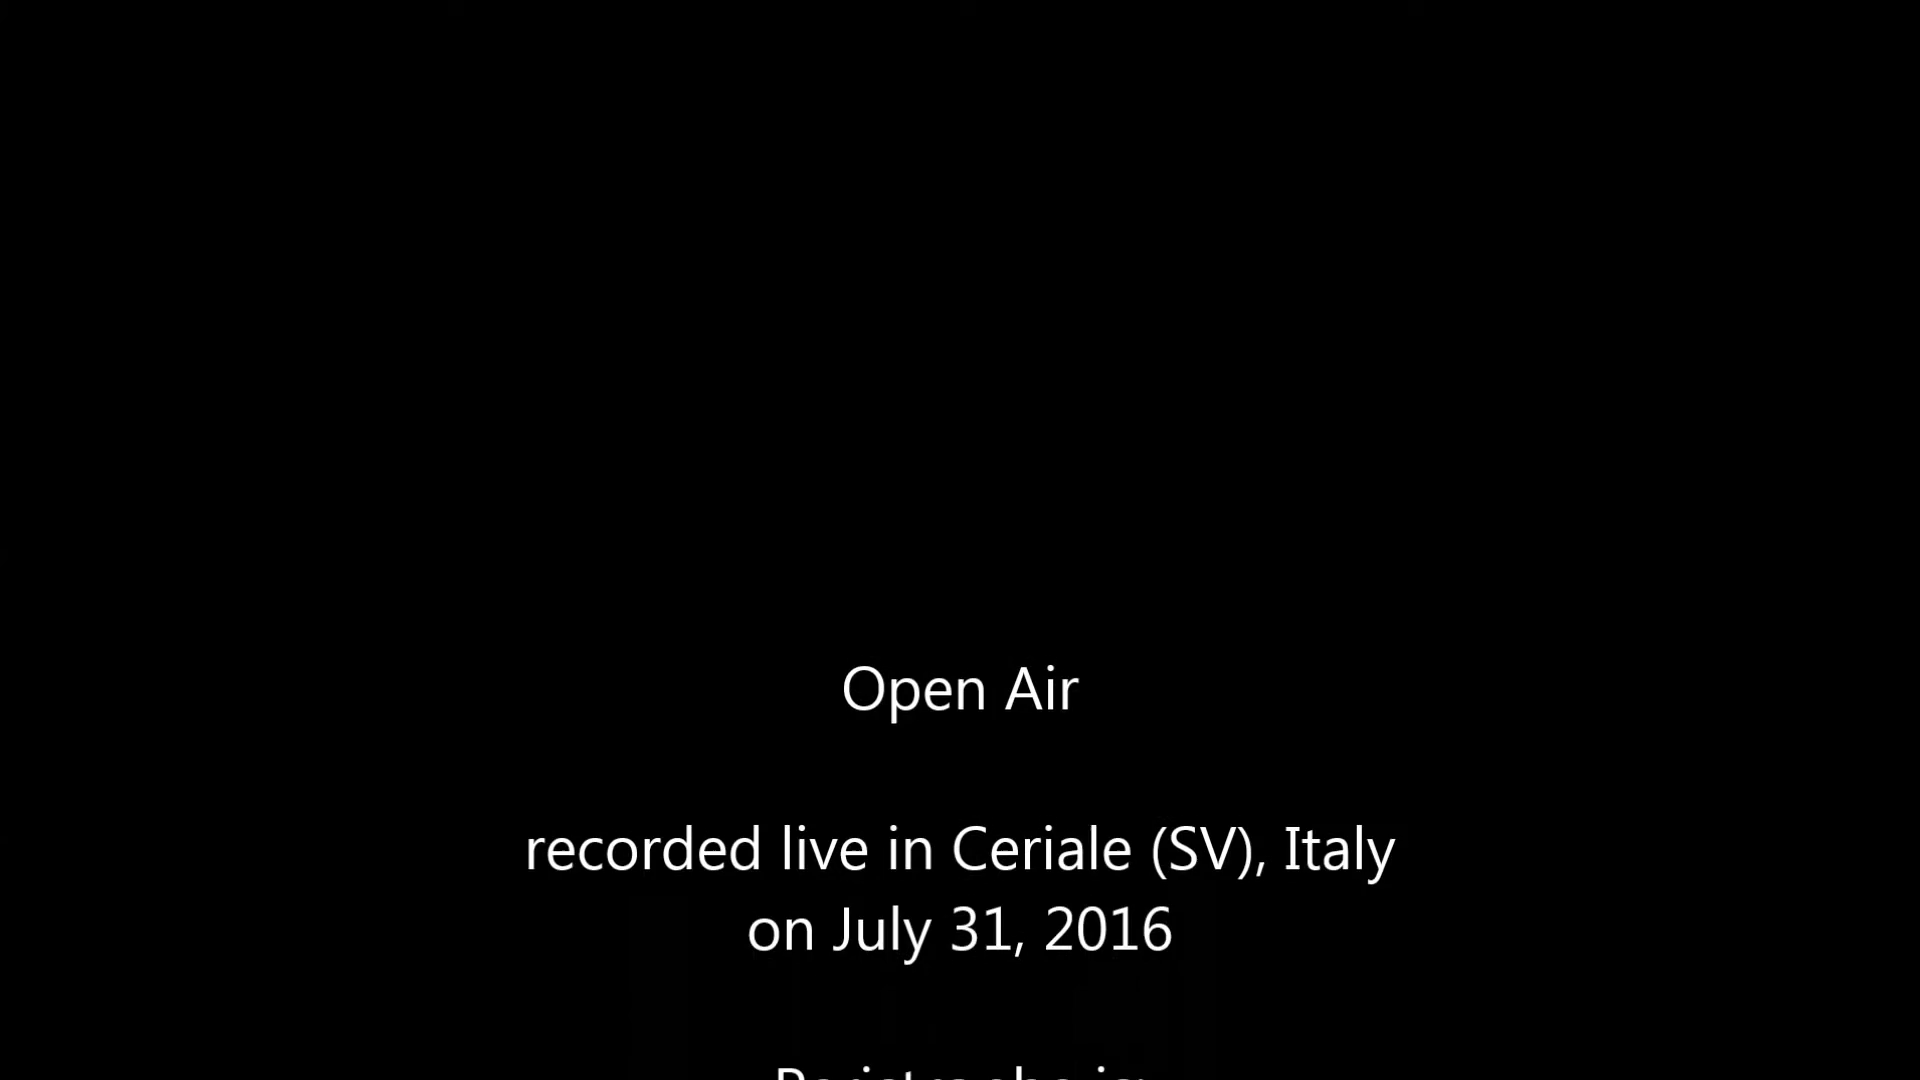 Open Air
recorded live in Ceriale (SV), Italy
on July 31, 2016